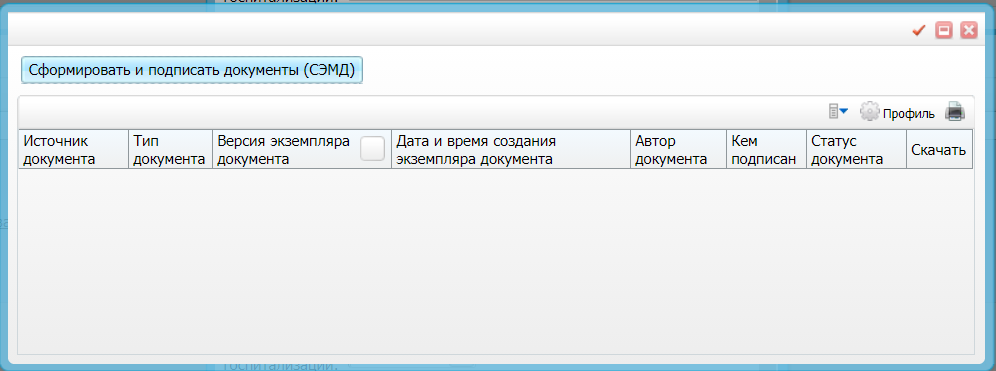 госпитализации:
Сформировать и подписать документы (СЭМД)
Профиль
Источник документа
Тип документа
Версия экземпляра документа
Дата и время создания экземпляра документа
Автор документа
Кем подписан
Статус документа
Скачать
госпитализации: